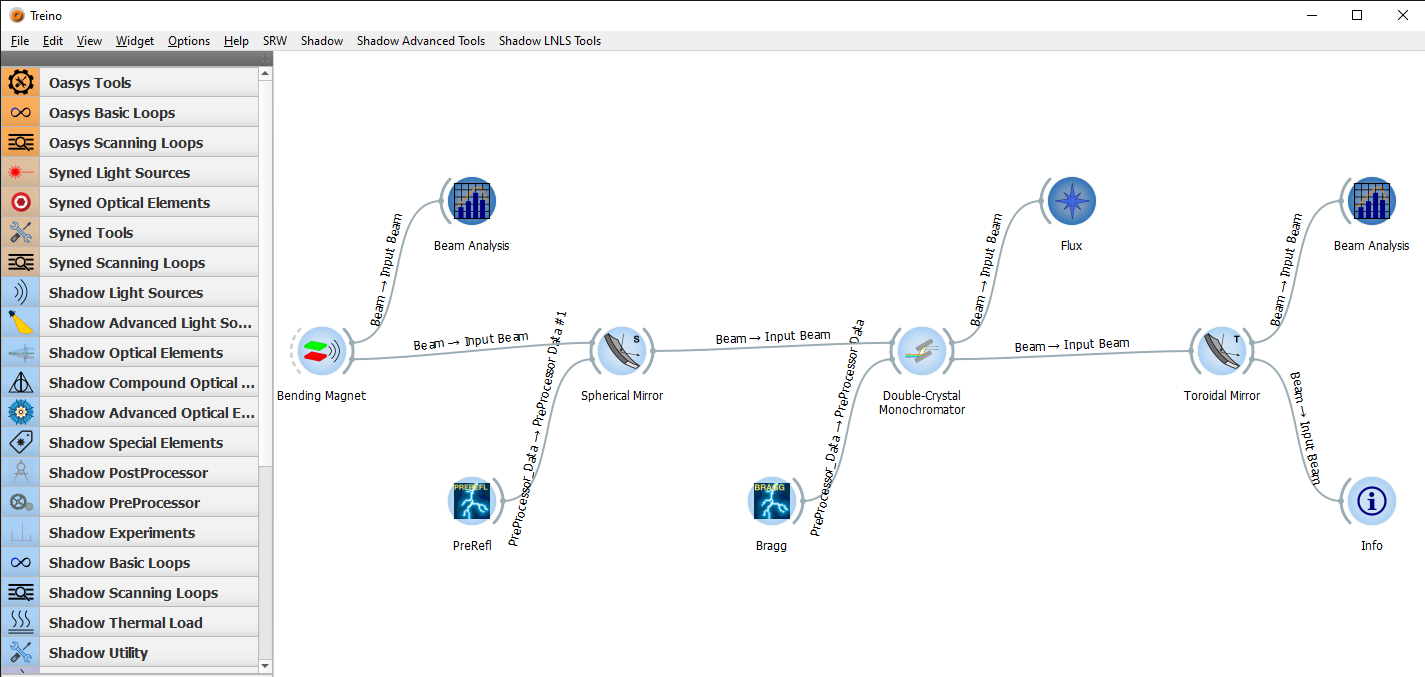 Treino
File Edit View Widget Options Help SRW Shadow Shadow Advanced Tools Shadow LNLS Tools
Oasys Tools
Oasys Basic Loops
Oasys Scanning Loops
Syned Light Sources
Syned Optical Elements
Syned Tools
Syned Scanning Loops
Shadow Light Sources
Shadow Advanced Light So...
Shadow Optical Elements
Shadow Compound Optical ...
Shadow Advanced Optical E...
Shadow Special Elements
Shadow PostProcessor
Shadow PreProcessor
Shadow Experiments
Shadow Basic Loops
Shadow Scanning Loops
Shadow Thermal Load
Shadow Utility
Beam Analysis
Flux
Beam Analysis
Beam → Input Beam
Beam → Input Beam
Beam → Input Beam
Beam → Input Beam
Beam → Input Beam
Beam → Input Beam
Beam → Input Beam
S
T
Bending Magnet
Spherical Mirror
Double-Crystal
Monochromator
Toroidal Mirror
PreProcessor_Data → PreProcessor Data #1
PreProcessor_Data → PreProcessor Data
PREREFL
PreRefl
BRAGG
Bragg
i
Info